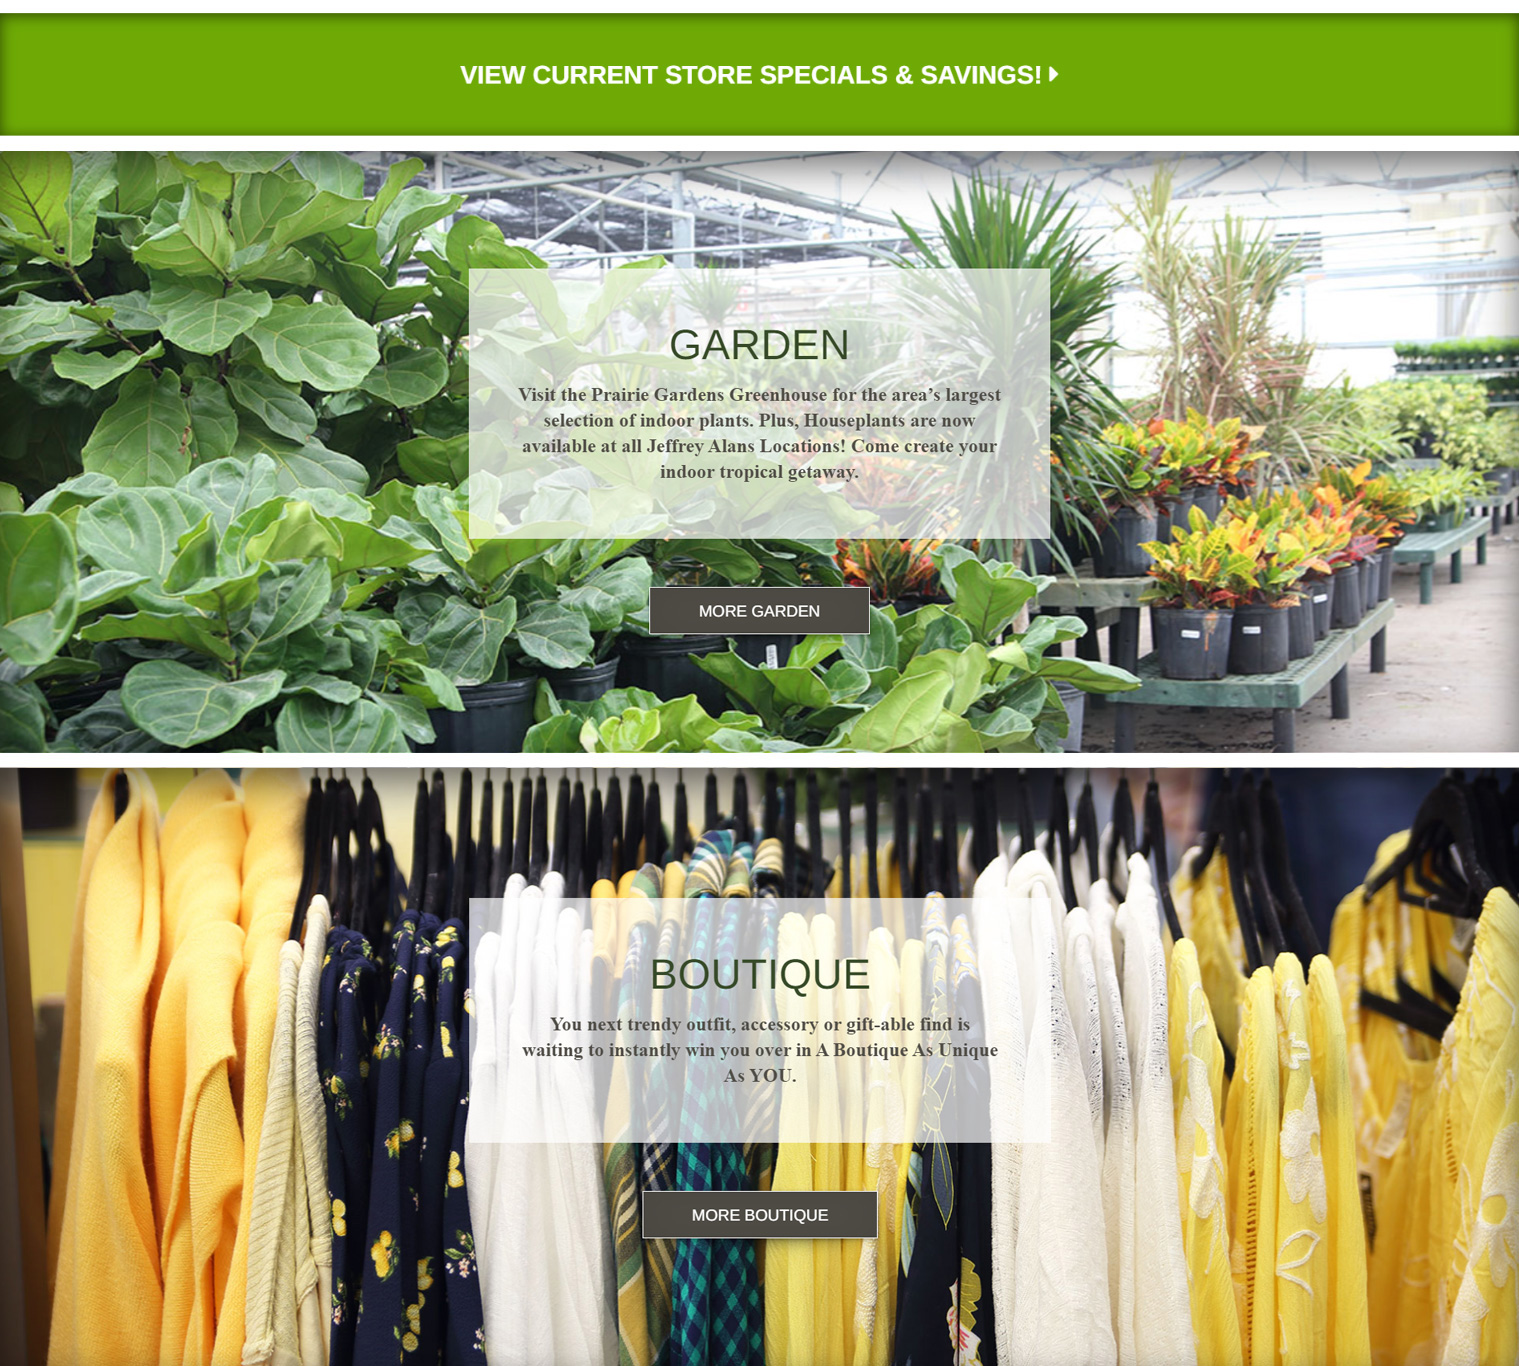 VIEW CURRENT STORE SPECIALS & SAVINGS!
GARDEN
Visit the Prairie Gardens Greenhouse for the area’s largest
selection of indoor plants. Plus, Houseplants are now
available at all Jeffrey Alans Locations! Come create your
indoor tropical getaway.
MORE GARDEN
BOUTIQUE
You next trendy outfit, accessory or gift-able find is
waiting to instantly win you over in A Boutique As Unique
As YOU.
MORE BOUTIQUE